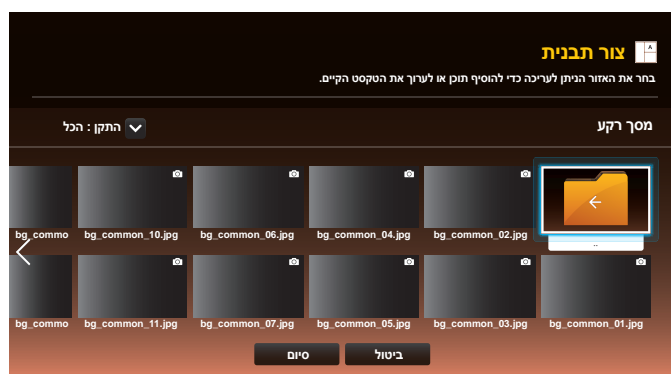 צור תבנית
בחר את האזור הניתן לעריכה כדי להוסיף תוכן או לערוך את הטקסט הקיים.
מסך רקע
התקן : הכל
..
bg_common_02.jpg
bg_common_04.jpg
bg_common_06.jpg
bg_common_10.jpg
bg_commo
bg_common_01.jpg
bg_common_03.jpg
bg_common_05.jpg
bg_common_07.jpg
bg_common_11.jpg
bg_commo
ביטול
סיום